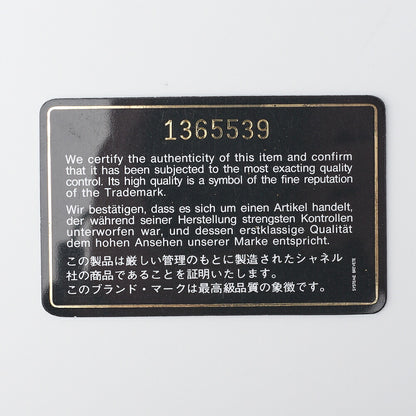 1365539
We certify the authenticity of this item and confirm
that it has been subjected to the most exacting quality
control. Its high quality is a symbol of the fine reputation
of the Trademark.
Wir bestätigen, dass es sich um einen Artikel handelt,
der während seiner Herstellung strengsten Kontrollen
unterworfen war, und dessen erstklassige Qualität
dem hohen Ansehen unserer Marke entspricht.
この製品は厳しい管理のもとに製造されたシャネル
社の商品であることを証明いたします。
このブランド・マークは最高級品質の象徴です。